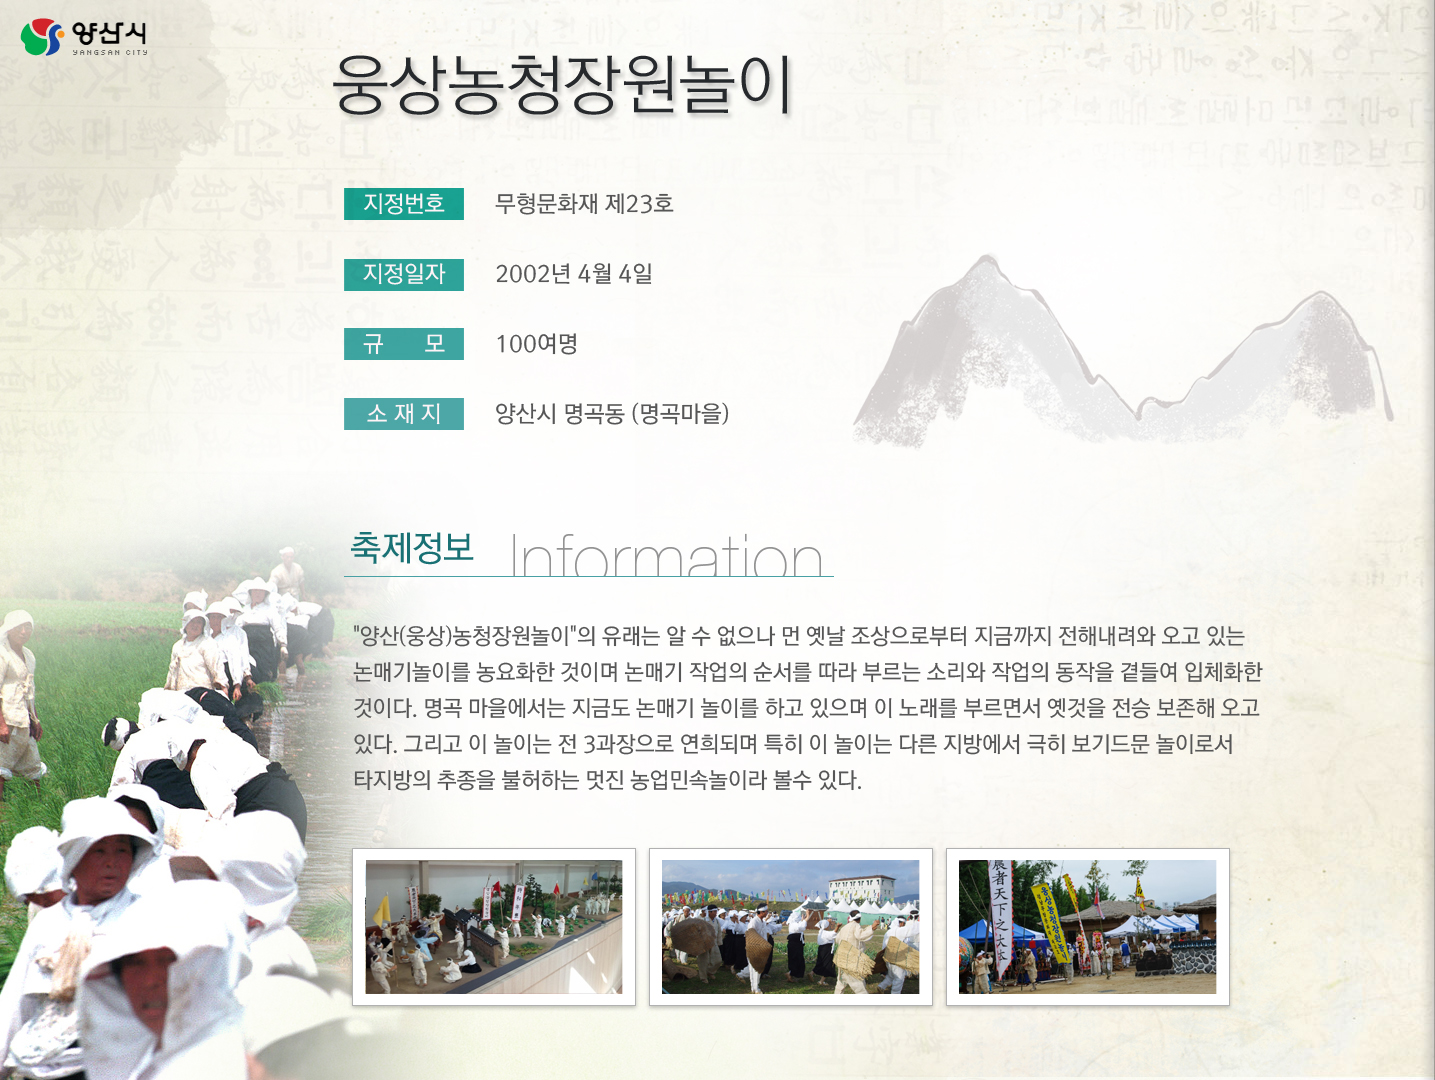 양산시
YANGSAN CITY
웅상농청장원놀이
지정번호 무형문화재 제23호
지정일자 2002년 4월 4일
규 모 100여명
소 재 지 양산시 명곡동 (명곡마을)
축제정보 Information
"양산(웅상)농청장원놀이"의 유래는 알 수 없으나 먼 옛날 조상으로부터 지금까지 전해내려와 오고 있는
논매기놀이를 농요화한 것이며 논매기 작업의 순서를 따라 부르는 소리와 작업의 동작을 곁들여 입체화한
것이다. 명곡 마을에서는 지금도 논매기 놀이를 하고 있으며 이 노래를 부르면서 옛것을 전승 보존해 오고
있다. 그리고 이 놀이는 전 3과장으로 연희되며 특히 이 놀이는 다른 지방에서 극히 보기드문 놀이로서
타지방의 추종을 불허하는 멋진 농업민속놀이라 볼수 있다.
農者天下之大本
웅상농청장원놀이